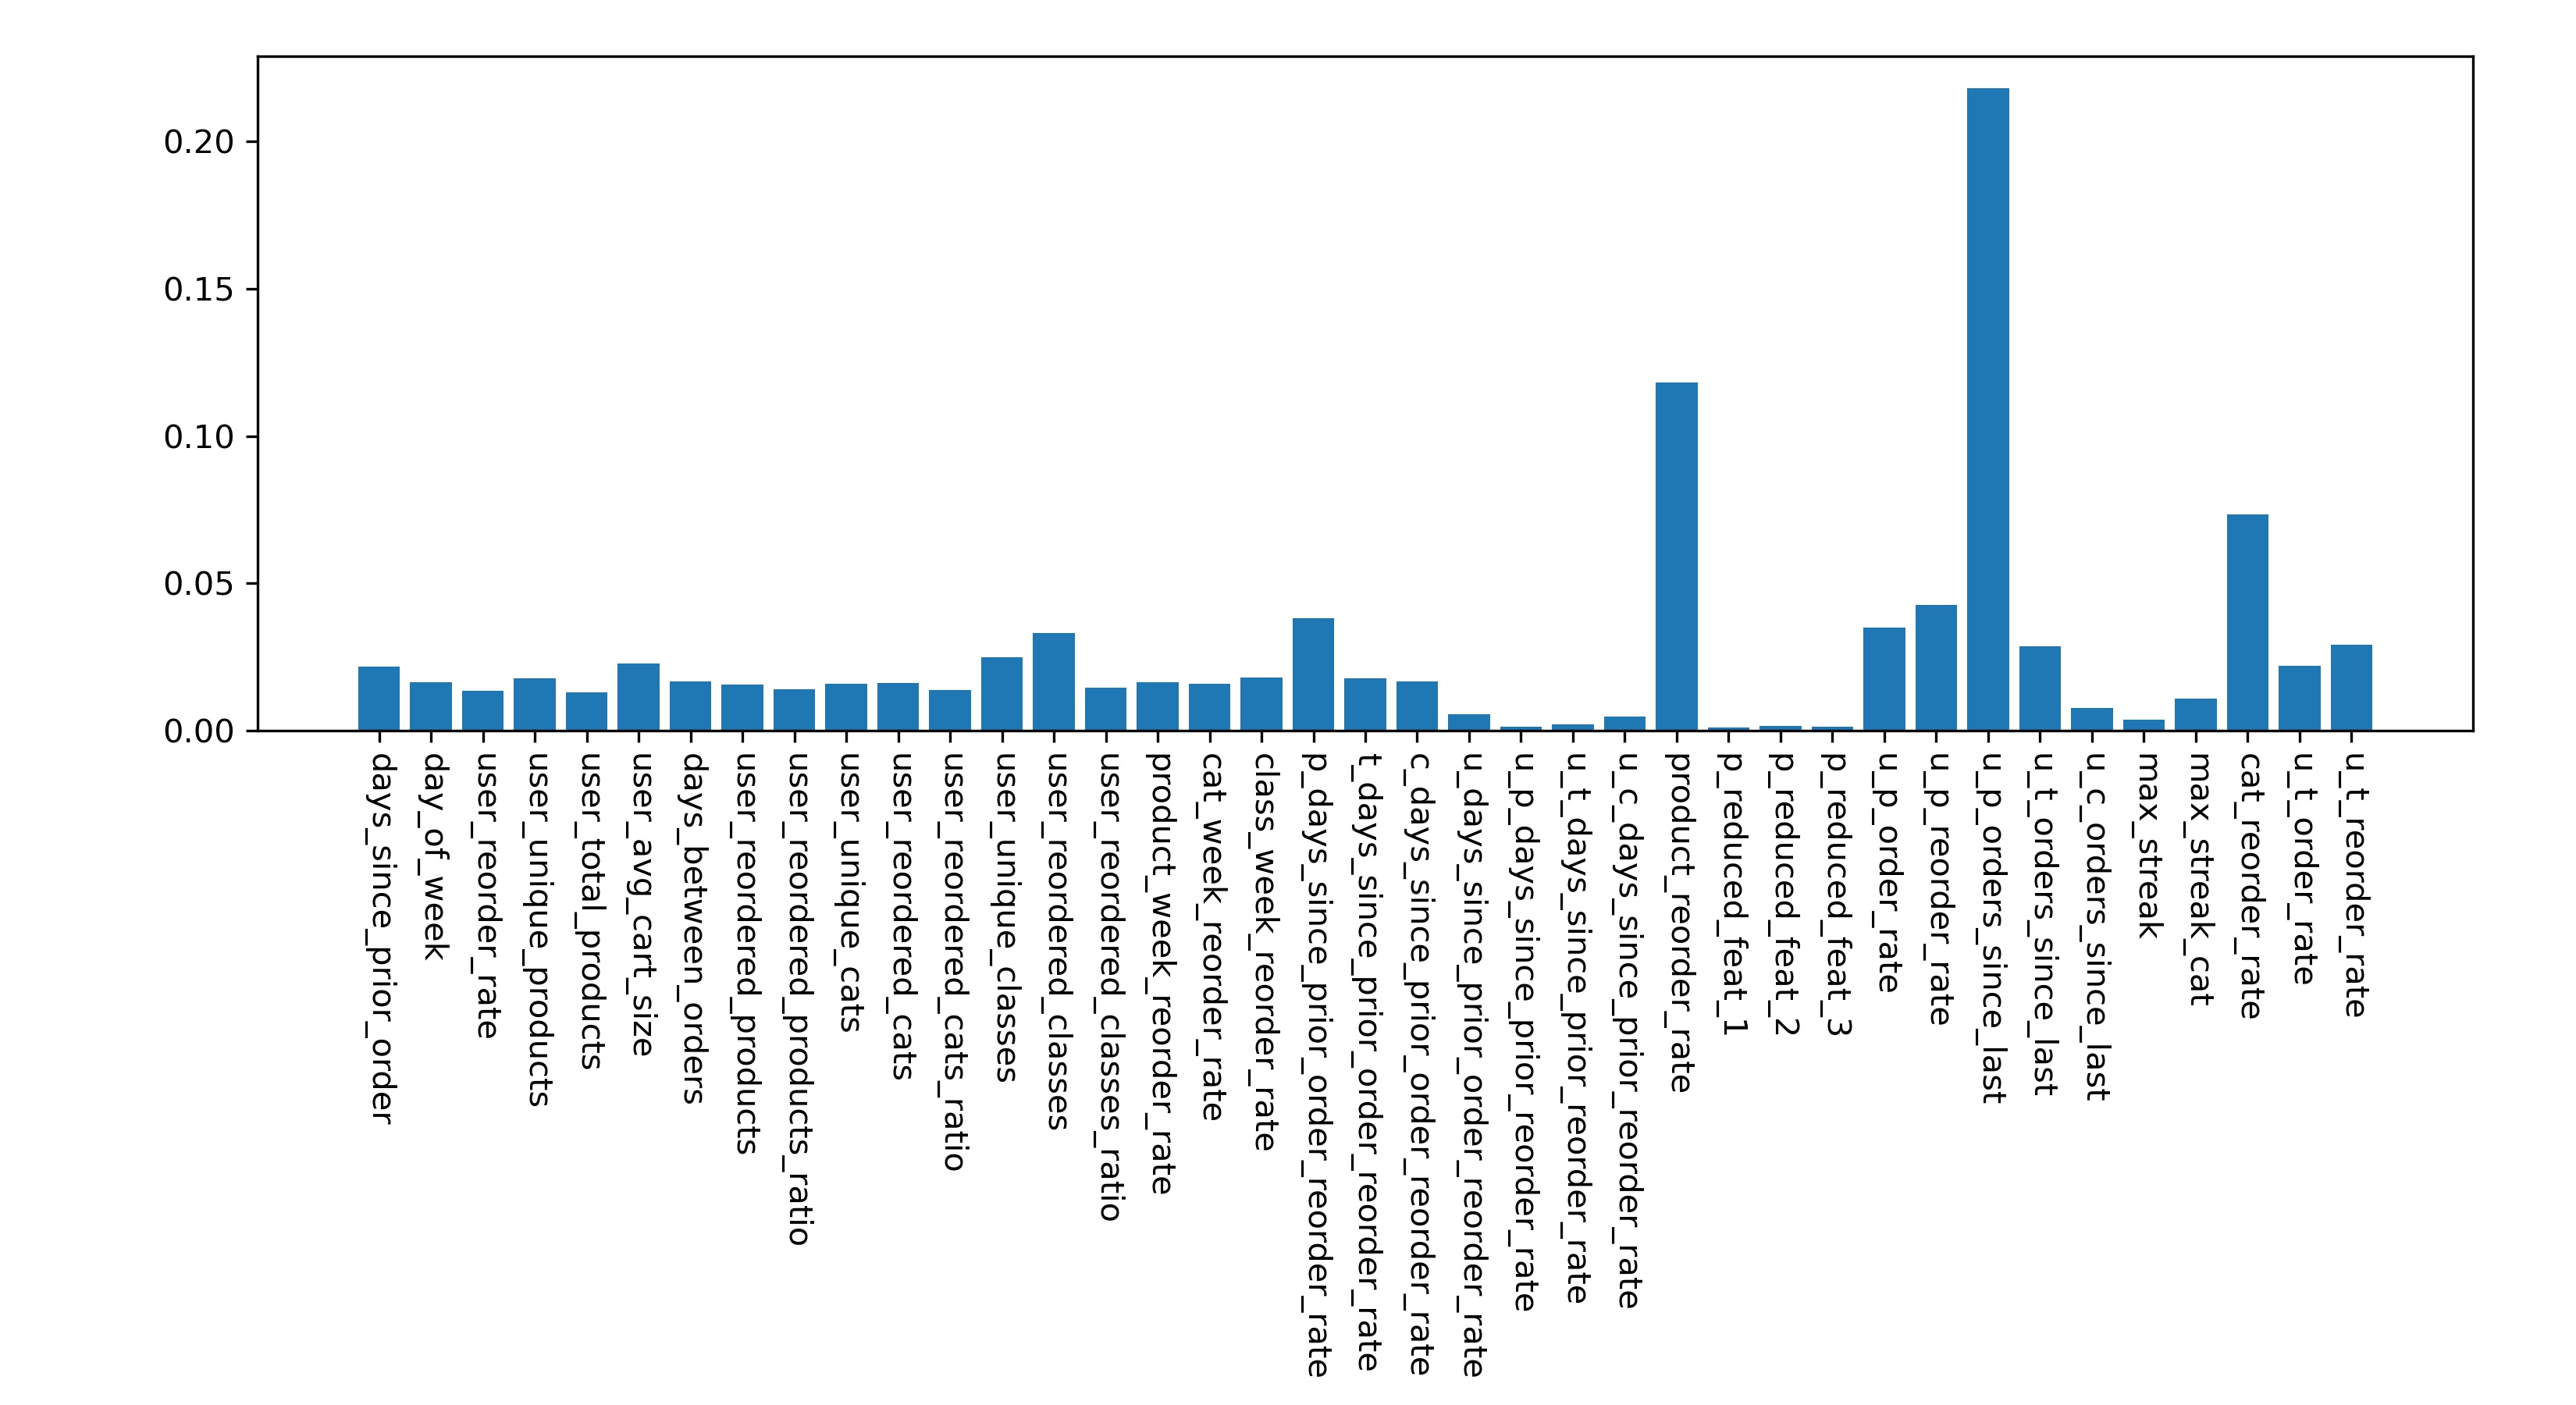 0.20
0.15
0.10
0.05
0.00
days_since_prior_order
day_of_week
user_reorder_rate
user_unique_products
user_total_products
user_avg_cart_size
days_between_orders
user_reordered_products
user_reordered_products_ratio
user_unique_cats
user_reordered_cats
user_reordered_cats_ratio
user_unique_classes
user_reordered_classes
user_reordered_classes_ratio
product_week_reorder_rate
cat_week_reorder_rate
class_week_reorder_rate
p_days_since_prior_order_reorder_rate
t_days_since_prior_order_reorder_rate
c_days_since_prior_order_reorder_rate
u_days_since_prior_order_reorder_rate
u_p_days_since_prior_reorder_rate
u_t_days_since_prior_reorder_rate
u_c_days_since_prior_reorder_rate
product_reorder_rate
p_reduced_feat_1
p_reduced_feat_2
p_reduced_feat_3
u_p_order_rate
u_p_reorder_rate
u_p_orders_since_last
u_t_orders_since_last
u_c_orders_since_last
max_streak
max_streak_cat
cat_reorder_rate
u_t_order_rate
u_t_reorder_rate